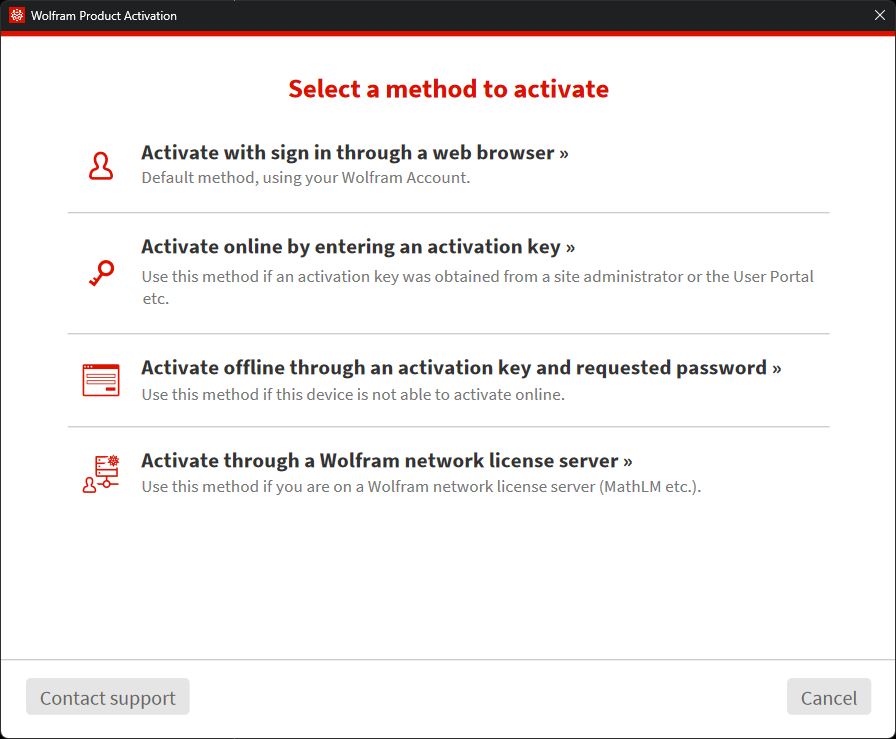 Wolfram Product Activation
Select a method to activate
Activate with sign in through a web browser »
Default method, using your Wolfram Account.
Activate online by entering an activation key »
Use this method if an activation key was obtained from a site administrator or the User Portal
etc.
Activate offline through an activation key and requested password »
Use this method if this device is not able to activate online.
Activate through a Wolfram network license server »
Use this method if you are on a Wolfram network license server (MathLM etc.).
Contact support
Cancel